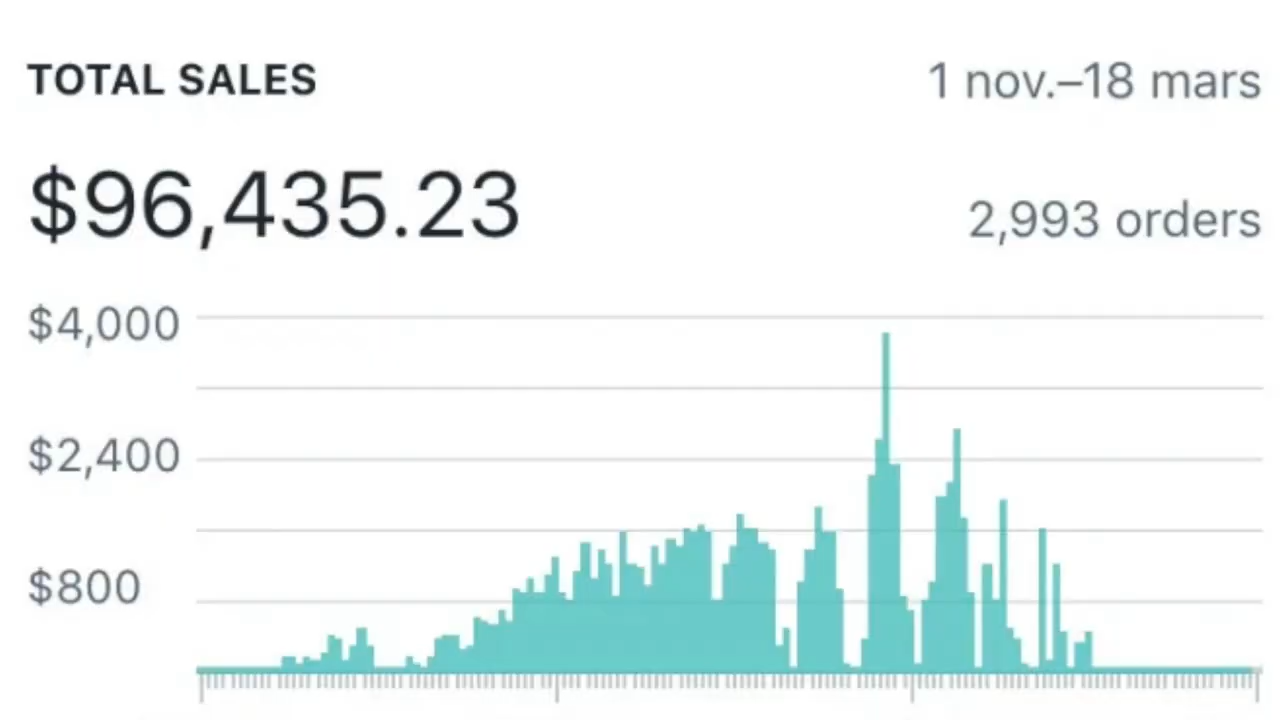 TOTAL SALES 1 nov.–18 mars
$96,435.23 2,993 orders
$4,000
$2,400
$800